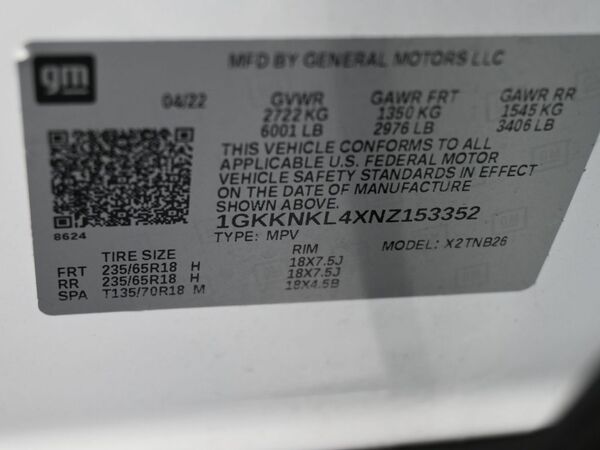 gm
MFD BY GENERAL MOTORS LLC
04/22
GVWR
2722 KG
6001 LB
GAWR FRT
1350 KG
2976 LB
GAWR RR
1545 KG
3406 LB
THIS VEHICLE CONFORMS TO ALL
APPLICABLE U.S. FEDERAL MOTOR
VEHICLE SAFETY STANDARDS IN EFFECT
ON THE DATE OF MANUFACTURE
SHOWN ABOVE.
8624
1GKKNKL4XNZ153352
TYPE: MPV
MODEL: X2TNB26
TIRE SIZE
RIM
FRT 235/65R18 H 18X7.5J
RR 235/65R18 H 18X7.5J
SPA T135/70R18 M 18X4.5B